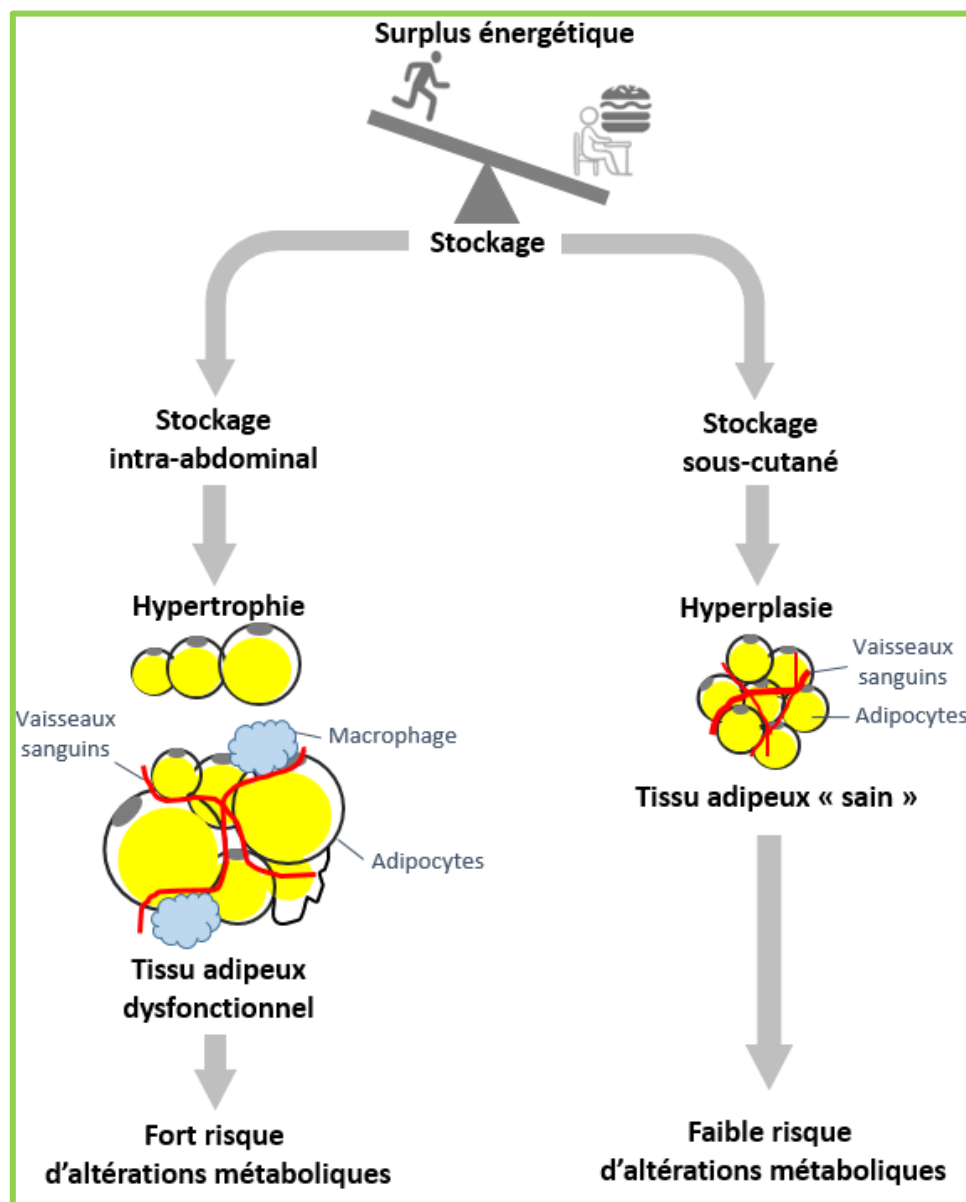 Surplus énergétique
Stockage
Stockage
intra-abdominal
Hypertrophie
Vaisseaux
sanguins
Macrophage
Adipocytes
Tissu adipeux
dysfonctionnel
Fort risque
d'altérations métaboliques
Stockage
sous-cutané
Hyperplasie
Vaisseaux
sanguins
Adipocytes
Tissu adipeux « sain »
Faible risque
d'altérations métaboliques